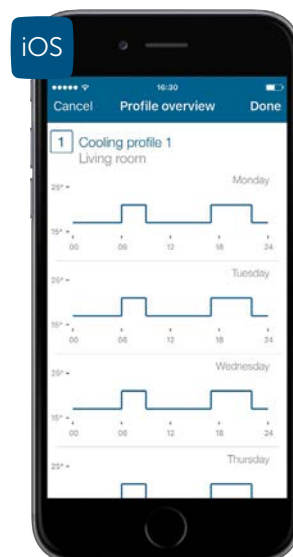 iOS
16:30
Cancel Profile overview Done
1 Cooling profile 1
Living room
Monday
25°
15°
00 06 12 18 24
Tuesday
25°
15°
00 06 12 18 24
Wednesday
25°
15°
00 06 12 18 24
Thursday
25°